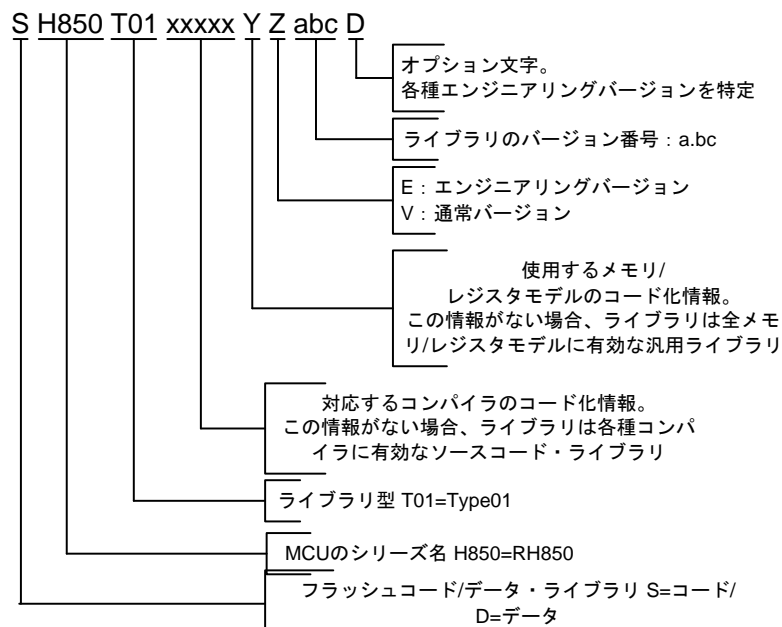 S H850 T01 xxxxx Y Z abc D
オプション文字。
各種エンジニアリングバージョンを特定
ライブラリのバージョン番号：a.bc
E：エンジニアリングバージョン
V：通常バージョン
使用するメモリ/
レジスタモデルのコード化情報。
この情報がない場合、ライブラリは全メモ
リ/レジスタモデルに有効な汎用ライブラリ
対応するコンパイラのコード化情報。
この情報がない場合、ライブラリは各種コンパ
イラに有効なソースコード・ライブラリ
ライブラリ型 T01=Type01
MCUのシリーズ名 H850=RH850
フラッシュコード/データ・ライブラリ S=コード/
D=データ